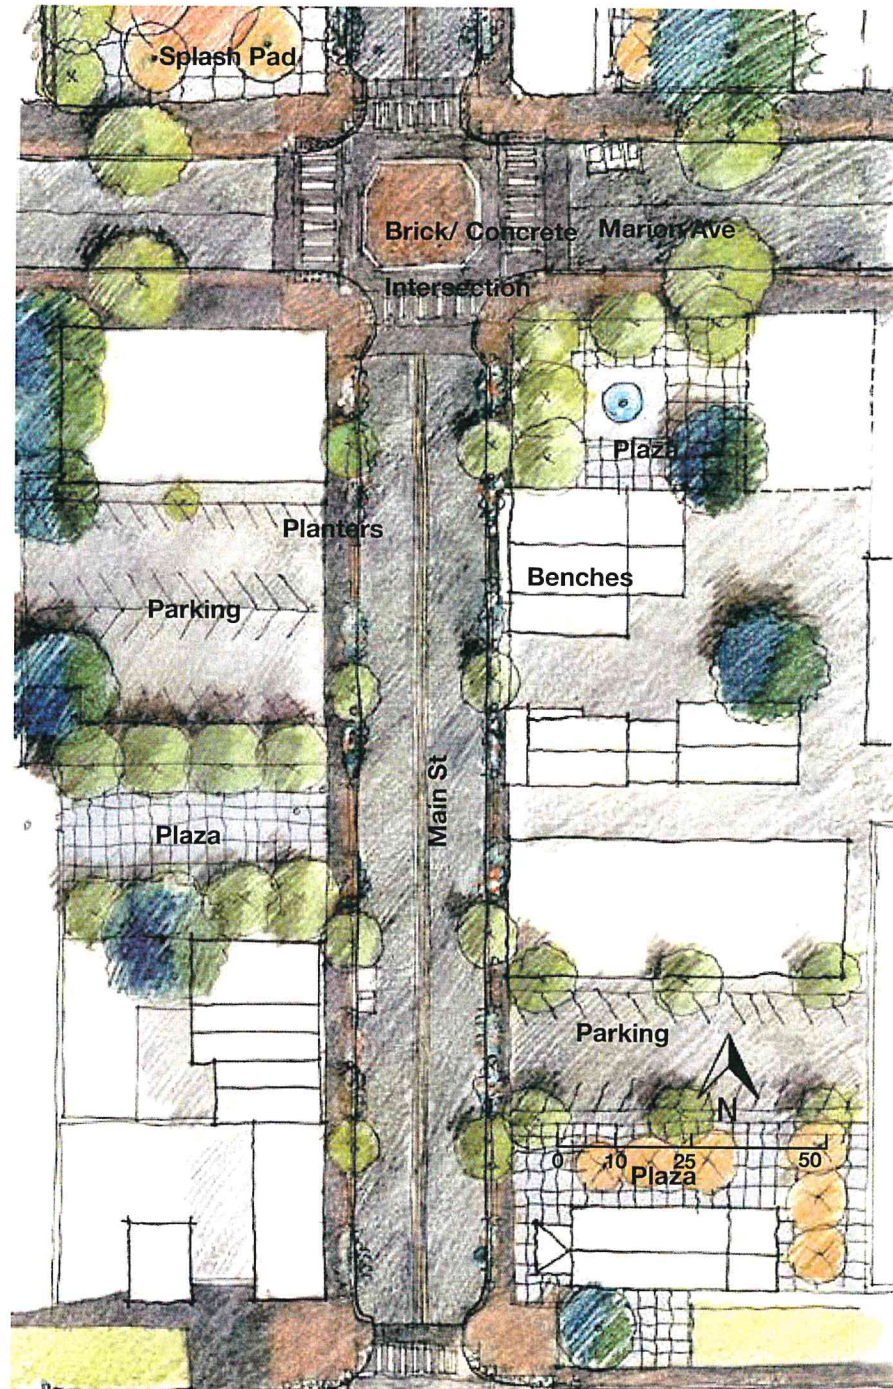 Splash Pad
Brick/ Concrete
Intersection
Marion Ave
Plaza
Planters
Benches
Parking
Main St
Plaza
Parking
N
0 10 25 50
Plaza